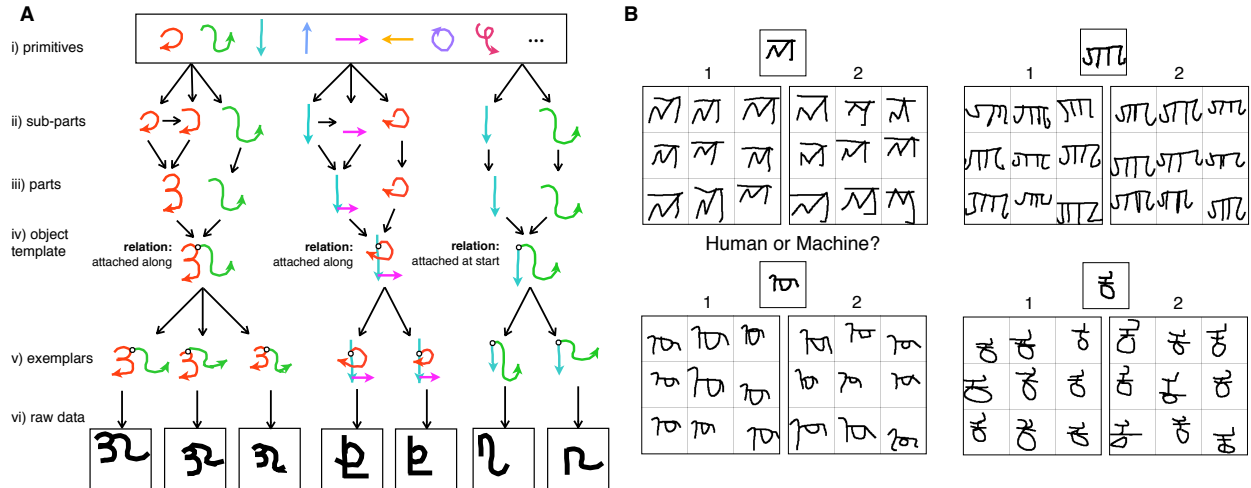 A
i) primitives
...
ii) sub-parts
iii) parts
iv) object
template
relation:
attached along
relation:
attached along
relation:
attached at start
v) exemplars
vi) raw data
B
1
2
1
2
Human or Machine?
1
2
1
2